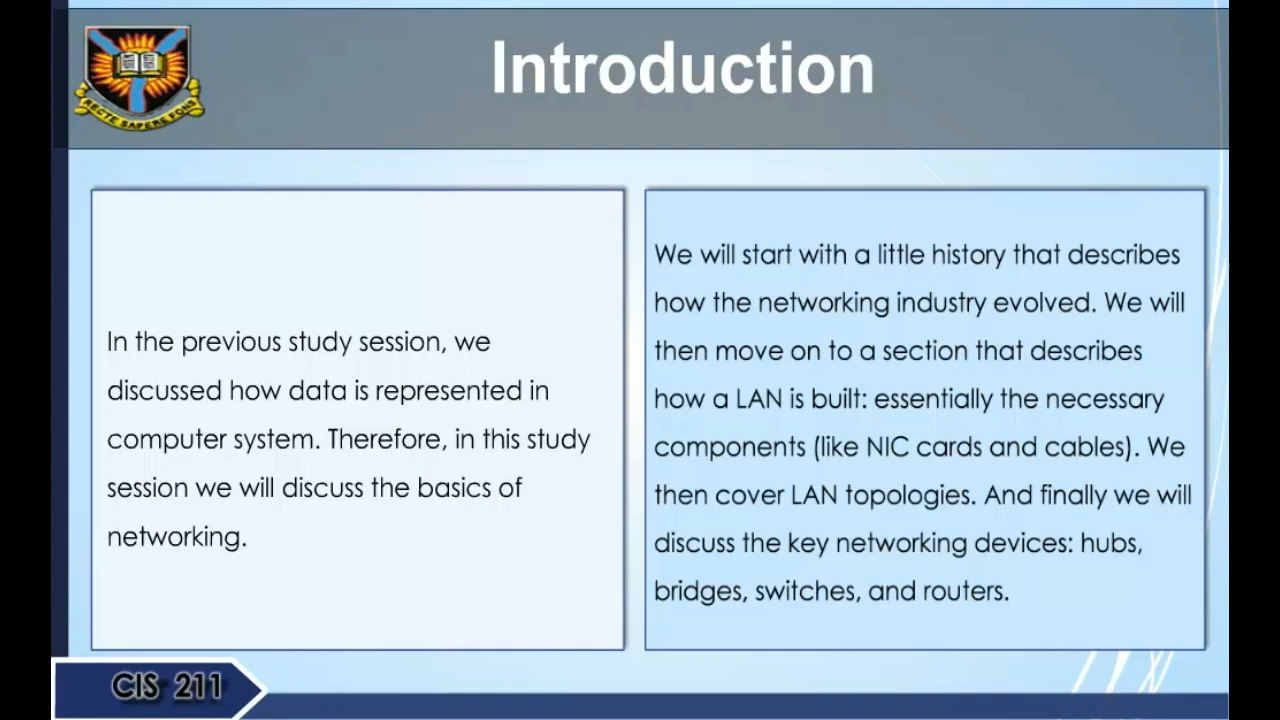 Introduction
RECTE SAPERE FONS
In the previous study session, we
discussed how data is represented in
computer system. Therefore, in this study
session we will discuss the basics of
networking.
We will start with a little history that describes
how the networking industry evolved. We will
then move on to a section that describes
how a LAN is built: essentially the necessary
components (like NIC cards and cables). We
then cover LAN topologies. And finally we will
discuss the key networking devices: hubs,
bridges, switches, and routers.
CIS 211